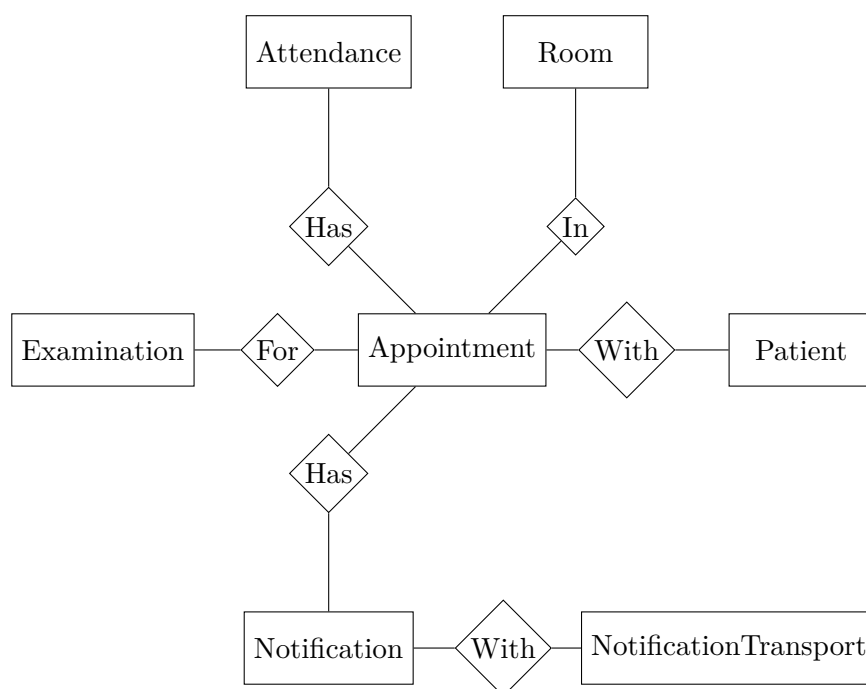 Attendance
Room
Has
In
Examination
For
Appointment
With
Patient
Has
Notification
With
NotificationTransport